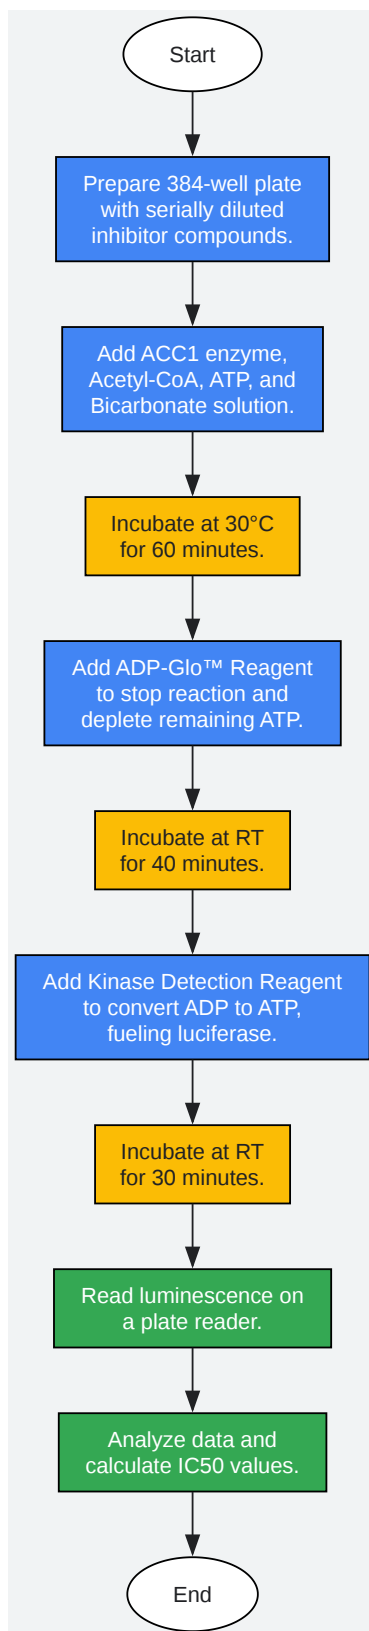 Start
Prepare 384-well plate
with serially diluted
inhibitor compounds.
Add ACC1 enzyme,
Acetyl-CoA, ATP, and
Bicarbonate solution.
Incubate at 30°C
for 60 minutes.
Add ADP-Glo™ Reagent
to stop reaction and
deplete remaining ATP.
Incubate at RT
for 40 minutes.
Add Kinase Detection Reagent
to convert ADP to ATP,
fueling luciferase.
Incubate at RT
for 30 minutes.
Read luminescence on
a plate reader.
Analyze data and
calculate IC50 values.
End